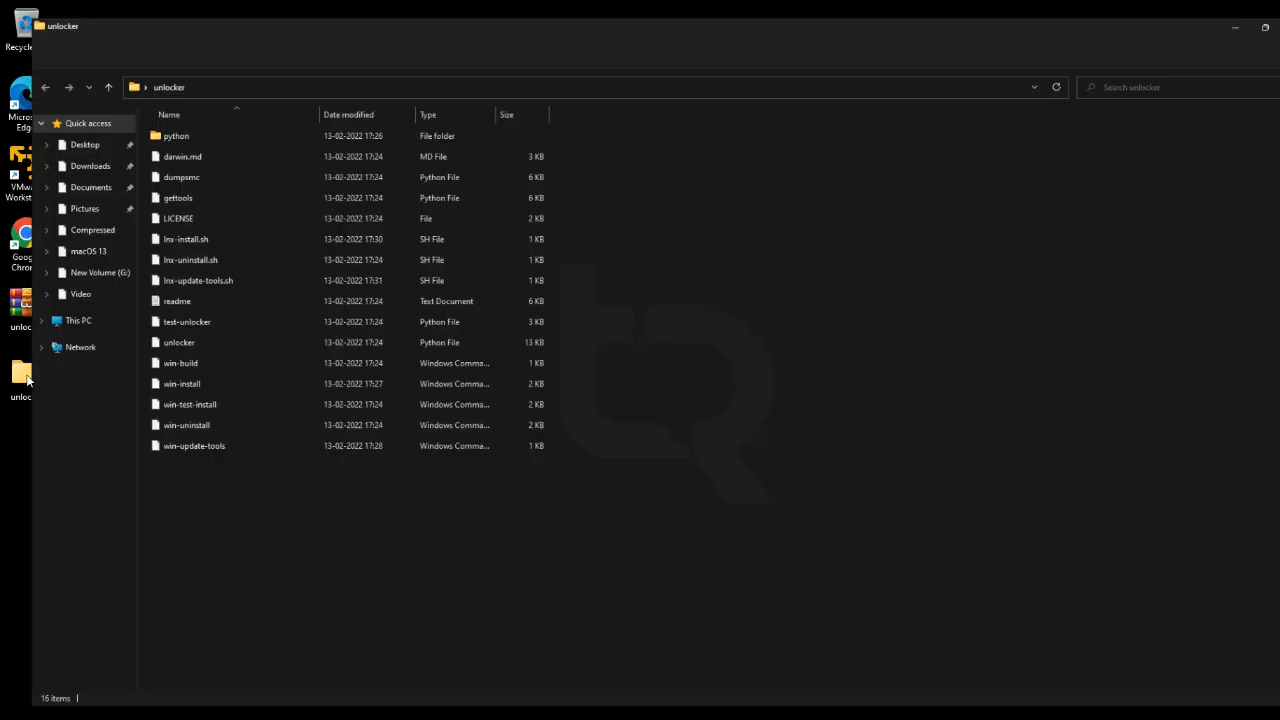 unlocker
Recycle
Micros
Edg
VMw
Workst
Goog
Chron
unloc
unloc
unlocker
Search unlocker
Quick access
Desktop
Downloads
Documents
Pictures
Compressed
macOS 13
New Volume (G:)
Video
This PC
Network
Name Date modified Type Size
python 13-02-2022 17:26 File folder
darwin.md 13-02-2022 17:24 MD File 3 KB
dumpsmc 13-02-2022 17:24 Python File 6 KB
gettools 13-02-2022 17:24 Python File 6 KB
LICENSE 13-02-2022 17:24 File 2 KB
lnx-install.sh 13-02-2022 17:30 SH File 1 KB
lnx-uninstall.sh 13-02-2022 17:24 SH File 1 KB
lnx-update-tools.sh 13-02-2022 17:31 SH File 1 KB
readme 13-02-2022 17:24 Text Document 6 KB
test-unlocker 13-02-2022 17:24 Python File 3 KB
unlocker 13-02-2022 17:24 Python File 13 KB
win-build 13-02-2022 17:24 Windows Comma... 1 KB
win-install 13-02-2022 17:27 Windows Comma... 2 KB
win-test-install 13-02-2022 17:24 Windows Comma... 2 KB
win-uninstall 13-02-2022 17:24 Windows Comma... 2 KB
win-update-tools 13-02-2022 17:28 Windows Comma... 1 KB
16 items